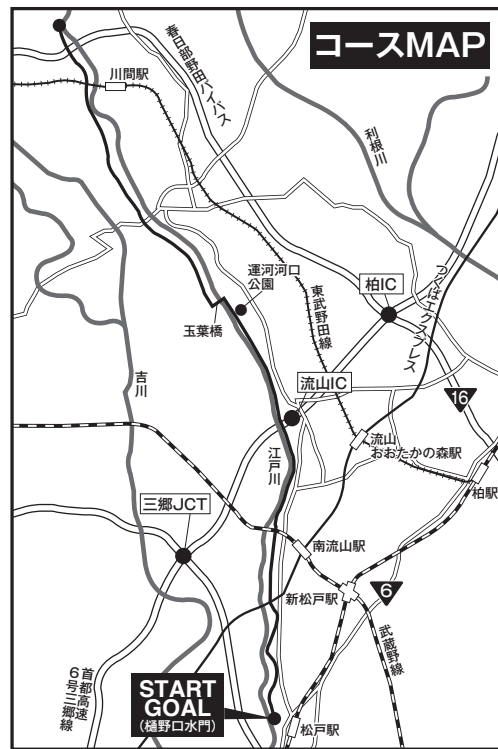 コースMAP
春日部野田バイパス
川間駅
利根川
運河河口
公園
柏IC
つくばエクスプレス
東武野田線
玉葉橋
吉川
流山IC
16
江戸川
流山
おおたかの森駅
柏駅
三郷JCT
南流山駅
新松戸駅
6
武蔵野線
首都高速
6号三郷線
START
GOAL
(樋野口水門)
松戸駅